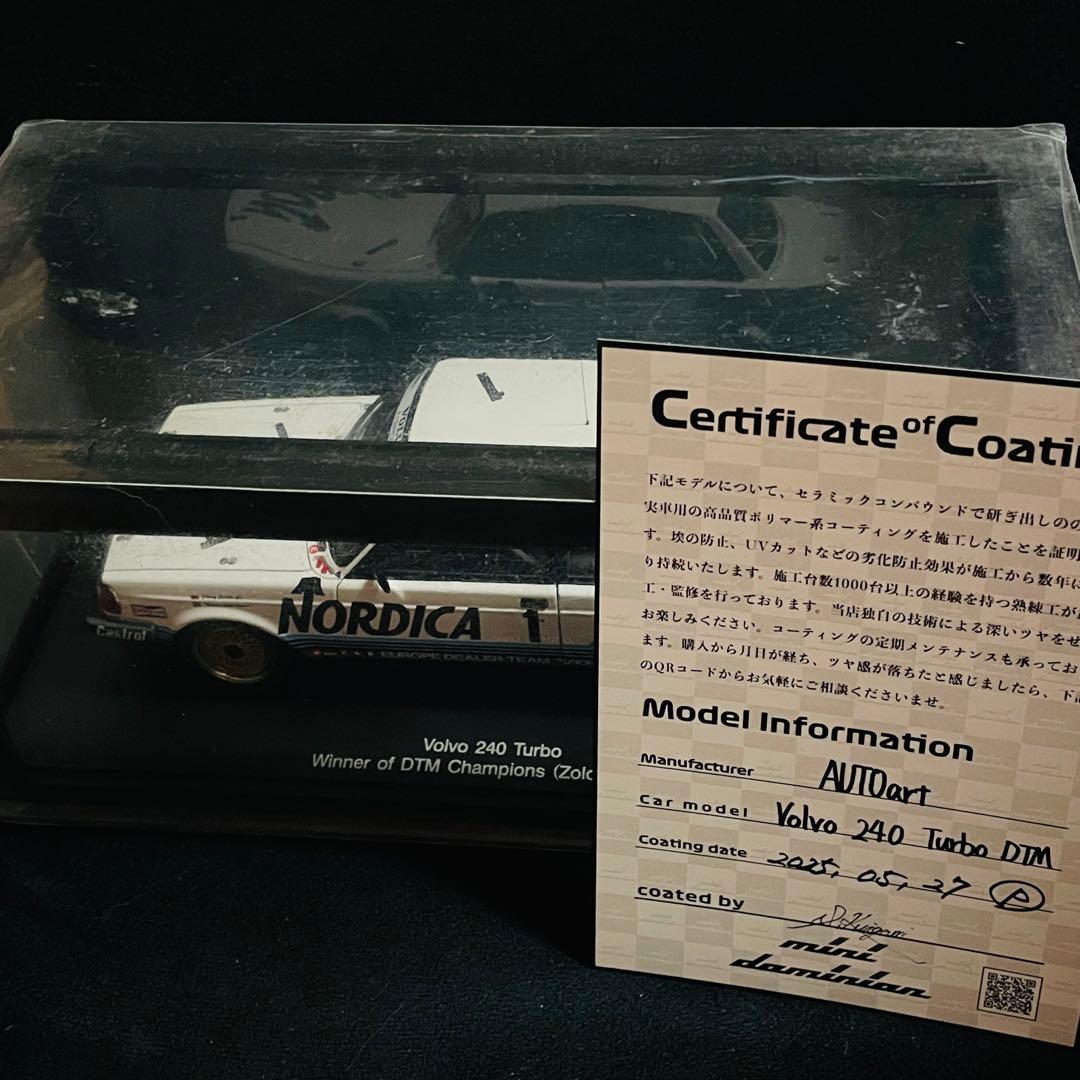 NORDICA 1
Castrol
EUROPE DEALER TEAM
Volvo 240 Turbo
Winner of DTM Champions (Zol
Certificate of Coati
下記モデルについて、セラミックコンパウンドで研ぎ出しのの
実車用の高品質ポリマー系コーティングを施工したことを証明
す。埃の防止、UVカットなどの劣化防止効果が施工から数年に
り持続いたします。施工台数1000台以上の経験を持つ熟練工が
工・監修を行っております。当店独自の技術による深いツヤをぜ
お楽しみください。コーティングの定期メンテナンスも承ってお
ます。購入から月日が経ち、ツヤ感が落ちたと感じましたら、下記
のQRコードからお気軽にご相談くださいませ。
Model Information
Manufacturer AUTOart
Car model Volvo 240 Turbo DTM
Coating date 2025, 05, 27 P
coated by
mini
daminian